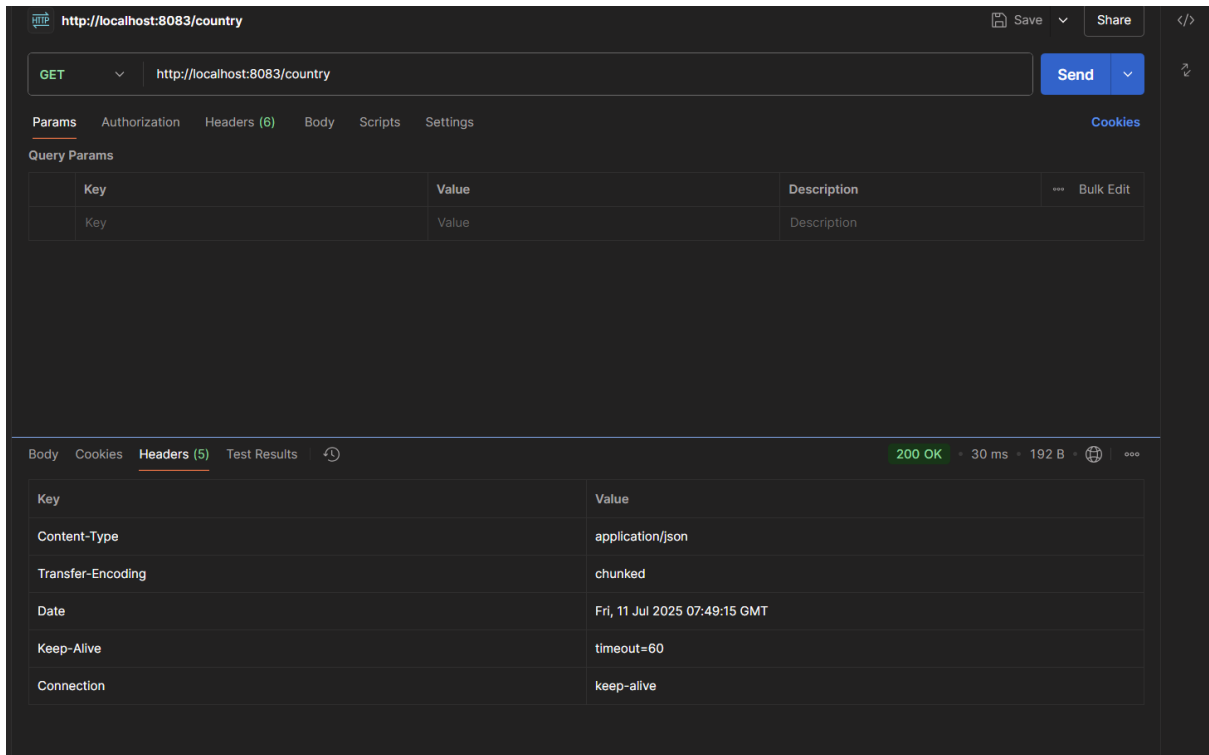 HTTP http://localhost:8083/country Save Share </>
GET http://localhost:8083/country Send
Params Authorization Headers (6) Body Scripts Settings Cookies
Query Params
Key Value Description Bulk Edit
Key Value Description
Body Cookies Headers (5) Test Results 200 OK • 30 ms • 192 B
Key Value
Content-Type application/json
Transfer-Encoding chunked
Date Fri, 11 Jul 2025 07:49:15 GMT
Keep-Alive timeout=60
Connection keep-alive